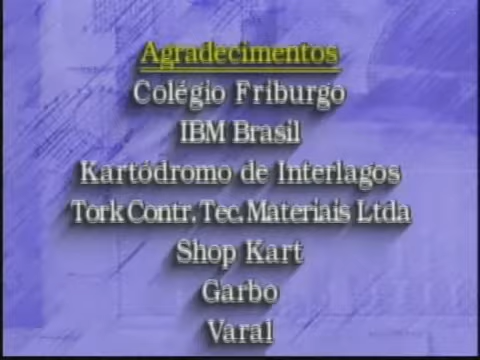 Agradecimentos
Colégio Friburgo
IBM Brasil
Kartódromo de Interlagos
Tork Contr. Tec. Materiais Ltda
Shop Kart
Garbo
Varal